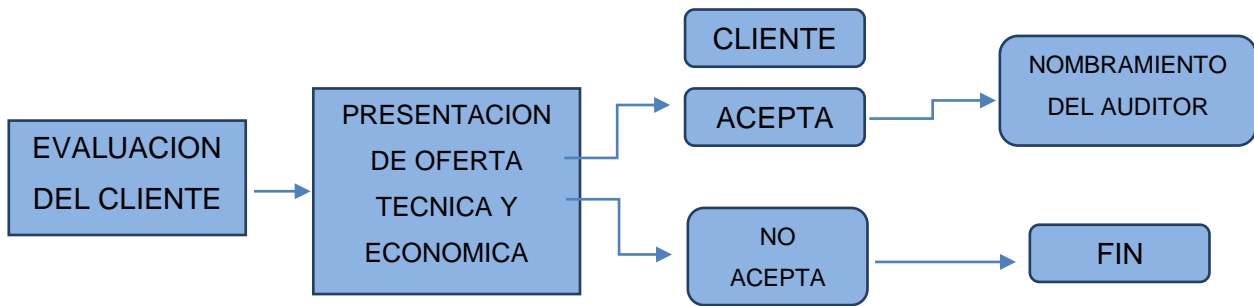 EVALUACION
DEL CLIENTE
PRESENTACION
DE OFERTA
TECNICA Y
ECONOMICA
CLIENTE
ACEPTA
NOMBRAMIENTO
DEL AUDITOR
NO
ACEPTA
FIN